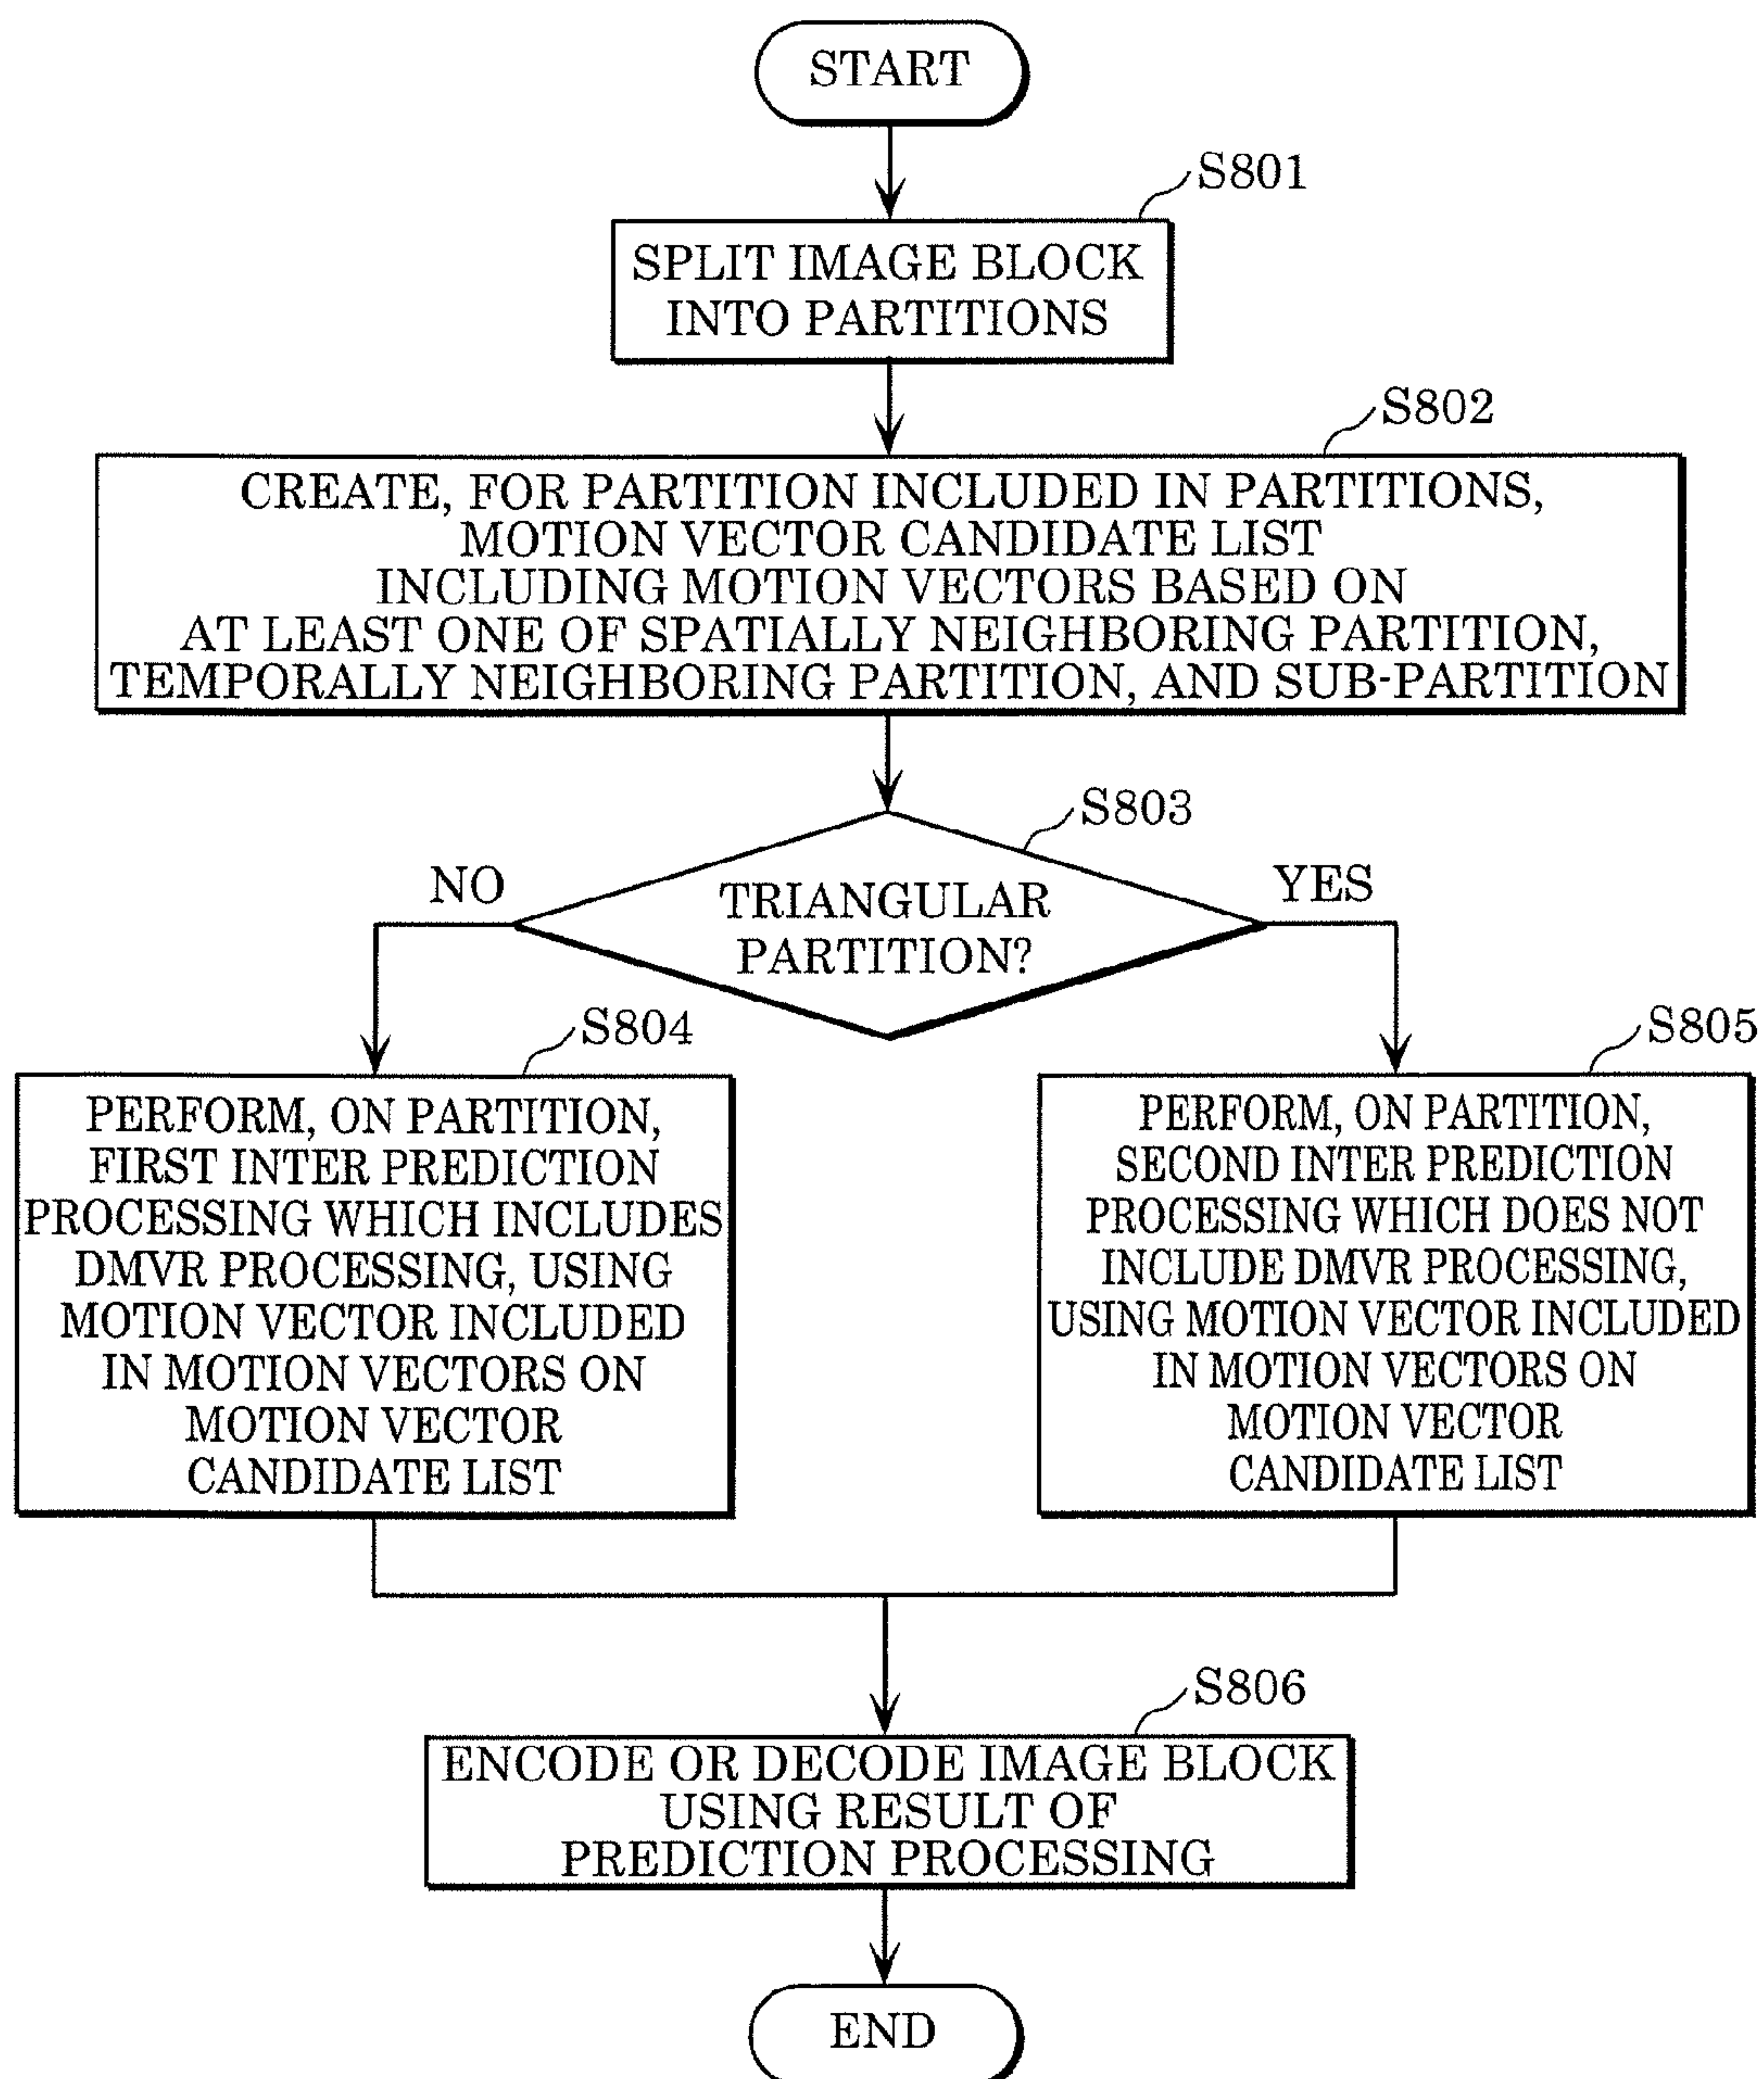 START
S801
SPLIT IMAGE BLOCK
INTO PARTITIONS
S802
CREATE, FOR PARTITION INCLUDED IN PARTITIONS,
MOTION VECTOR CANDIDATE LIST
INCLUDING MOTION VECTORS BASED ON
AT LEAST ONE OF SPATIALLY NEIGHBORING PARTITION,
TEMPORALLY NEIGHBORING PARTITION, AND SUB-PARTITION
S803
NO
YES
TRIANGULAR
PARTITION?
S804
PERFORM, ON PARTITION,
FIRST INTER PREDICTION
PROCESSING WHICH INCLUDES
DMVR PROCESSING, USING
MOTION VECTOR INCLUDED
IN MOTION VECTORS ON
MOTION VECTOR
CANDIDATE LIST
S805
PERFORM, ON PARTITION,
SECOND INTER PREDICTION
PROCESSING WHICH DOES NOT
INCLUDE DMVR PROCESSING,
USING MOTION VECTOR INCLUDED
IN MOTION VECTORS ON
MOTION VECTOR
CANDIDATE LIST
S806
ENCODE OR DECODE IMAGE BLOCK
USING RESULT OF
PREDICTION PROCESSING
END